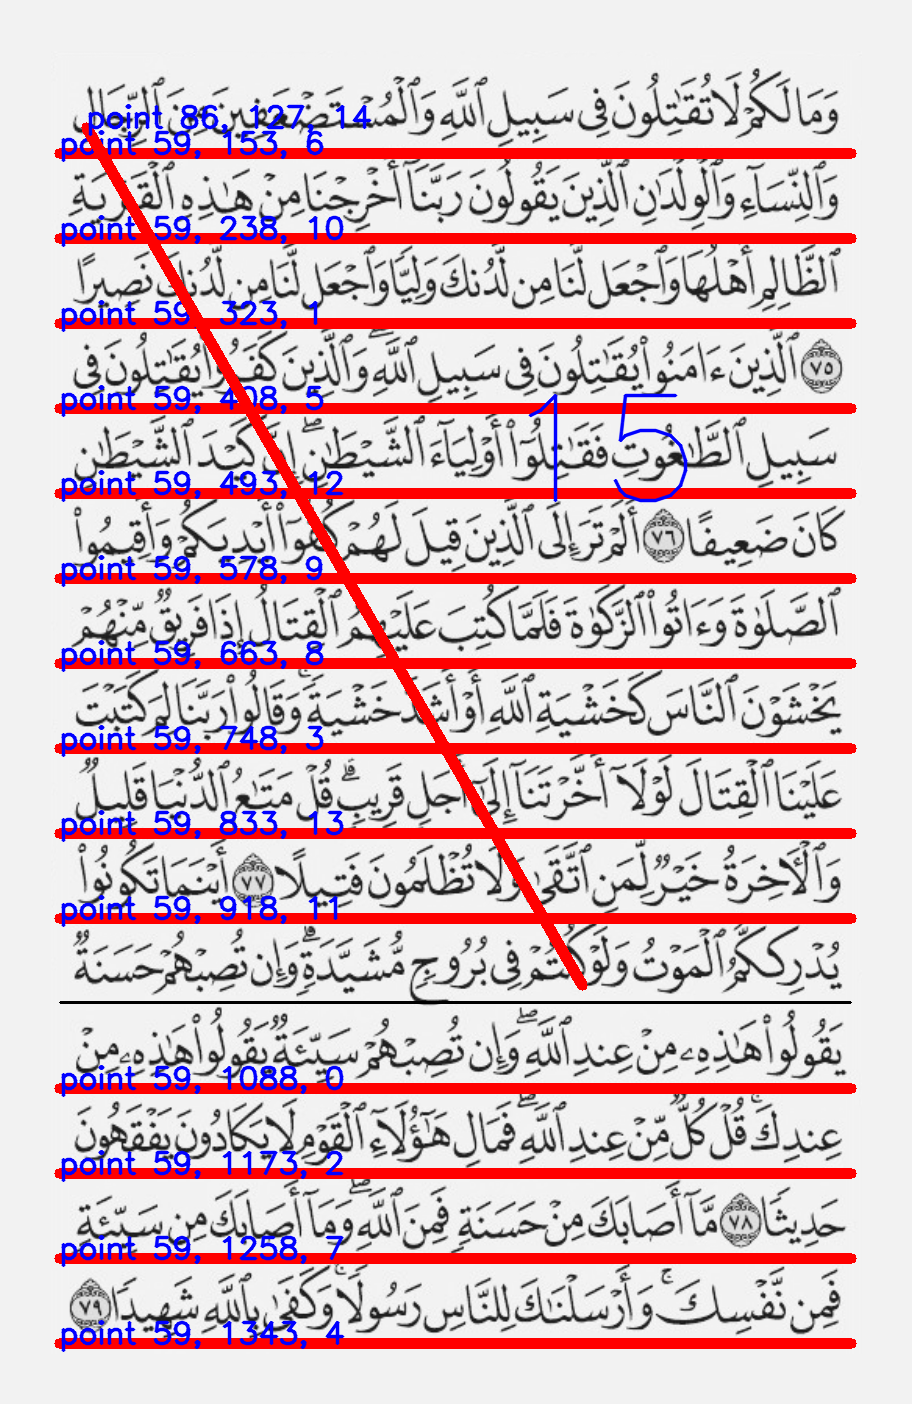 وَمَا لَكُمْ لَا تُقَٰتِلُونَ فِى سَبِيلِ ٱللَّهِ وَٱلْمُسْتَضْعَفِينَ مِنَ ٱلرِّجَالِ
point 86, 127, 14
point 59, 153, 6
وَٱلنِّسَآءِ وَٱلْوِلْدَٰنِ ٱلَّذِينَ يَقُولُونَ رَبَّنَآ أَخْرِجْنَا مِنْ هَٰذِهِ ٱلْقَرْيَةِ
point 59, 238, 10
ٱلظَّالِمِ أَهْلُهَا وَٱجْعَل لَّنَا مِن لَّدُنكَ وَلِيًّا وَٱجْعَل لَّنَا مِن لَّدُنكَ نَصِيرًا
point 59, 323, 1
٧٥ ٱلَّذِينَ ءَامَنُوا۟ يُقَٰتِلُونَ فِى سَبِيلِ ٱللَّهِ ۖ وَٱلَّذِينَ كَفَرُوا۟ يُقَٰتِلُونَ فِى
point 59, 408, 5
15
سَبِيلِ ٱلطَّٰغُوتِ فَقَٰتِلُوٓا۟ أَوْلِيَآءَ ٱلشَّيْطَٰنِ ۖ إِنَّ كَيْدَ ٱلشَّيْطَٰنِ
point 59, 493, 12
كَانَ ضَعِيفًا ٧٦ أَلَمْ تَرَ إِلَى ٱلَّذِينَ قِيلَ لَهُمْ كُفُّوٓا۟ أَيْدِيَكُمْ وَأَقِيمُوا۟
point 59, 578, 9
ٱلصَّلَوٰةَ وَءَاتُوا۟ ٱلزَّكَوٰةَ فَلَمَّا كُتِبَ عَلَيْهِمُ ٱلْقِتَالُ إِذَا فَرِيقٌ مِّنْهُمْ
point 59, 663, 8
يَخْشَوْنَ ٱلنَّاسَ كَخَشْيَةِ ٱللَّهِ أَوْ أَشَدَّ خَشْيَةً ۚ وَقَالُوا۟ رَبَّنَا لِمَ كَتَبْتَ
point 59, 748, 3
عَلَيْنَا ٱلْقِتَالَ لَوْلَآ أَخَّرْتَنَآ إِلَىٰٓ أَجَلٍ قَرِيبٍ ۗ قُلْ مَتَٰعُ ٱلدُّنْيَا قَلِيلٌ
point 59, 833, 13
وَٱلْـَٔاخِرَةُ خَيْرٌ لِّمَنِ ٱتَّقَىٰ وَلَا تُظْلَمُونَ فَتِيلًا ٧٧ أَيْنَمَا تَكُونُوا۟
point 59, 918, 11
يُدْرِككُّمُ ٱلْمَوْتُ وَلَوْ كُنتُمْ فِى بُرُوجٍ مُّشَيَّدَةٍ ۗ وَإِن تُصِبْهُمْ حَسَنَةٌ
يَقُولُوا۟ هَٰذِهِۦ مِنْ عِندِ ٱللَّهِ ۖ وَإِن تُصِبْهُمْ سَيِّئَةٌ يَقُولُوا۟ هَٰذِهِۦ مِنْ
point 59, 1088, 0
عِندِكَ ۚ قُلْ كُلٌّ مِّنْ عِندِ ٱللَّهِ ۖ فَمَالِ هَٰٓؤُلَآءِ ٱلْقَوْمِ لَا يَكَادُونَ يَفْقَهُونَ
point 59, 1173, 2
حَدِيثًا ٧٨ مَّآ أَصَابَكَ مِنْ حَسَنَةٍ فَمِنَ ٱللَّهِ ۖ وَمَآ أَصَابَكَ مِن سَيِّئَةٍ
point 59, 1258, 7
فَمِن نَّفْسِكَ ۚ وَأَرْسَلْنَٰكَ لِلنَّاسِ رَسُولًا ۚ وَكَفَىٰ بِٱللَّهِ شَهِيدًا ٧٩
point 59, 1343, 4